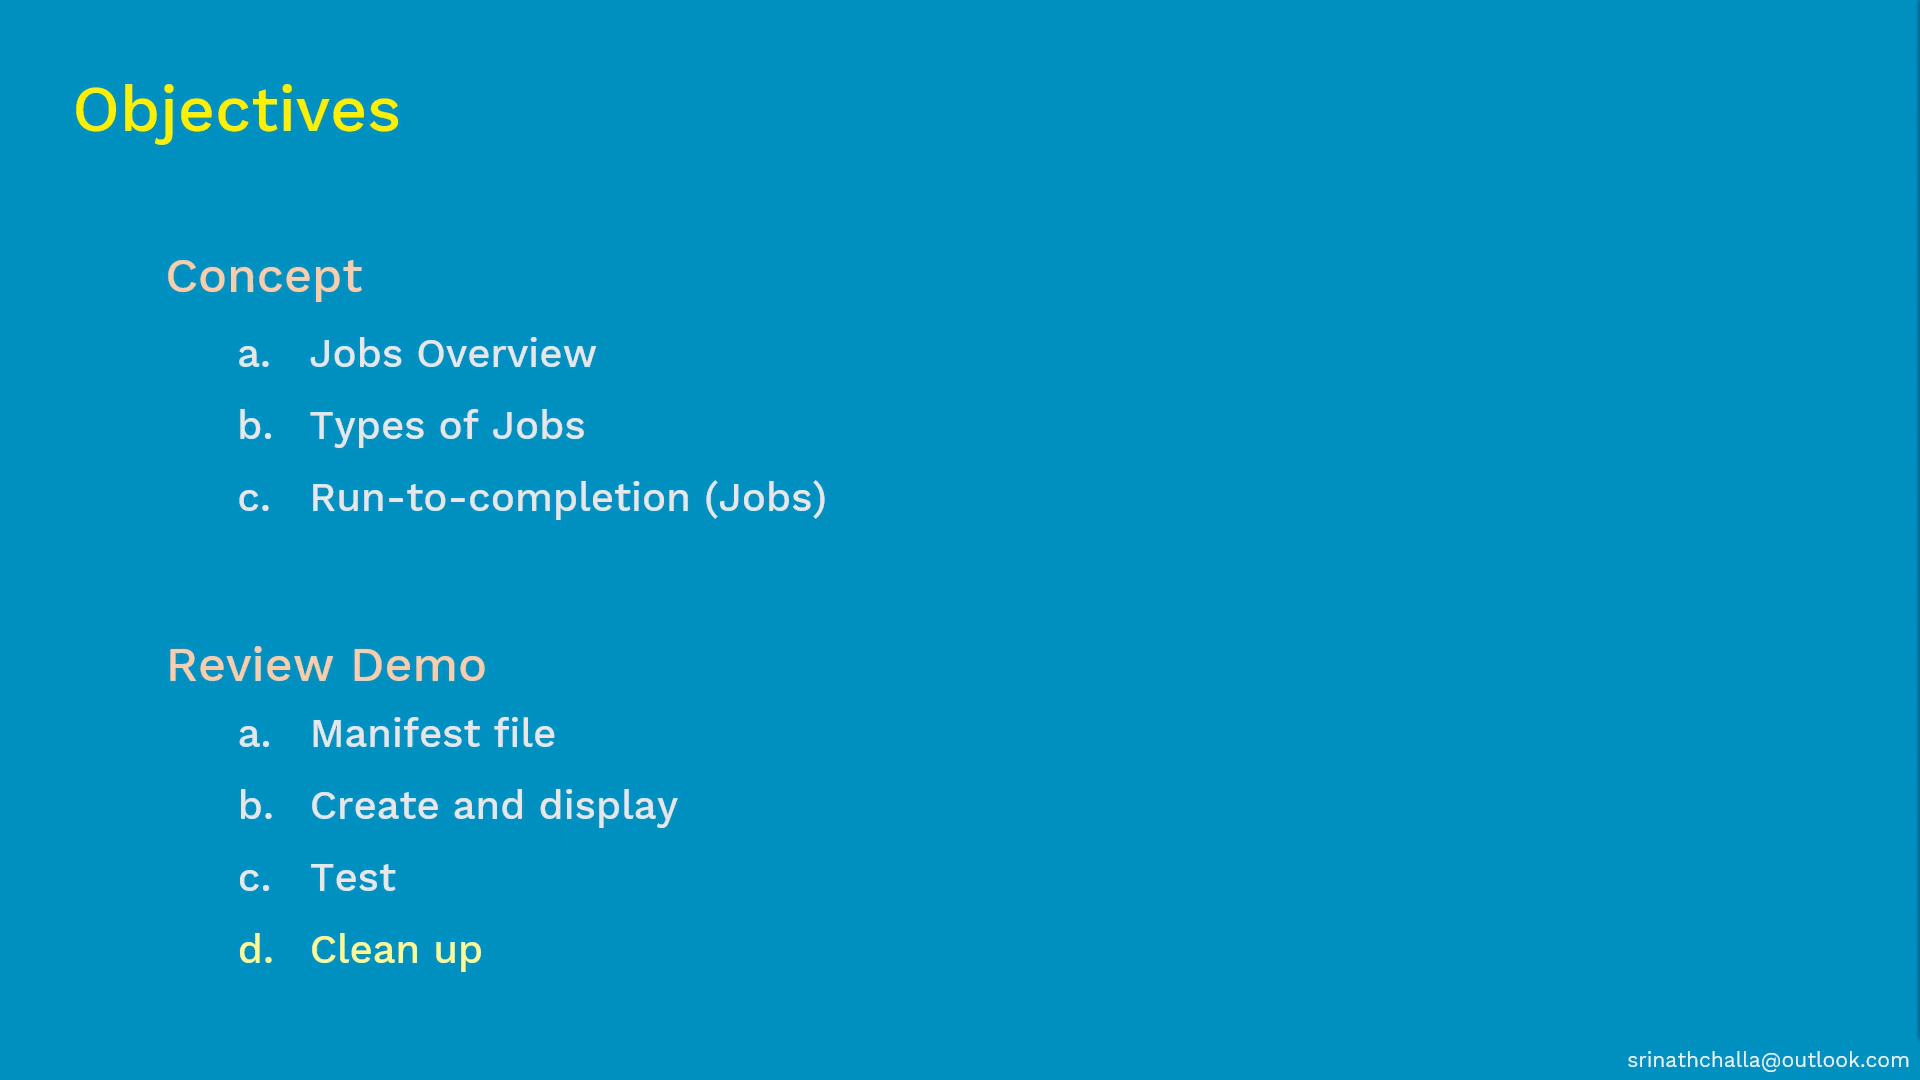 Objectives
Concept
a. Jobs Overview
b. Types of Jobs
c. Run-to-completion (Jobs)
Review Demo
a. Manifest file
b. Create and display
c. Test
d. Clean up
srinathchalla@outlook.com